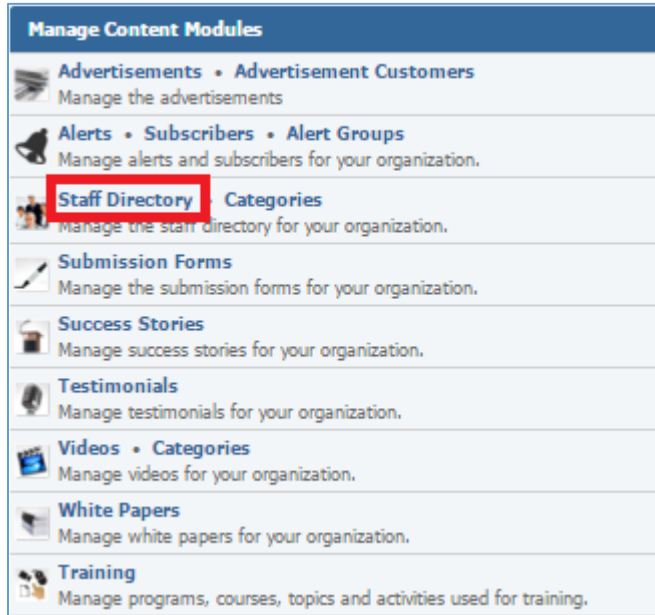 Manage Content Modules
Advertisements • Advertisement Customers
Manage the advertisements
Alerts • Subscribers • Alert Groups
Manage alerts and subscribers for your organization.
Staff Directory • Categories
Manage the staff directory for your organization.
Submission Forms
Manage the submission forms for your organization.
Success Stories
Manage success stories for your organization.
Testimonials
Manage testimonials for your organization.
Videos • Categories
Manage videos for your organization.
White Papers
Manage white papers for your organization.
Training
Manage programs, courses, topics and activities used for training.